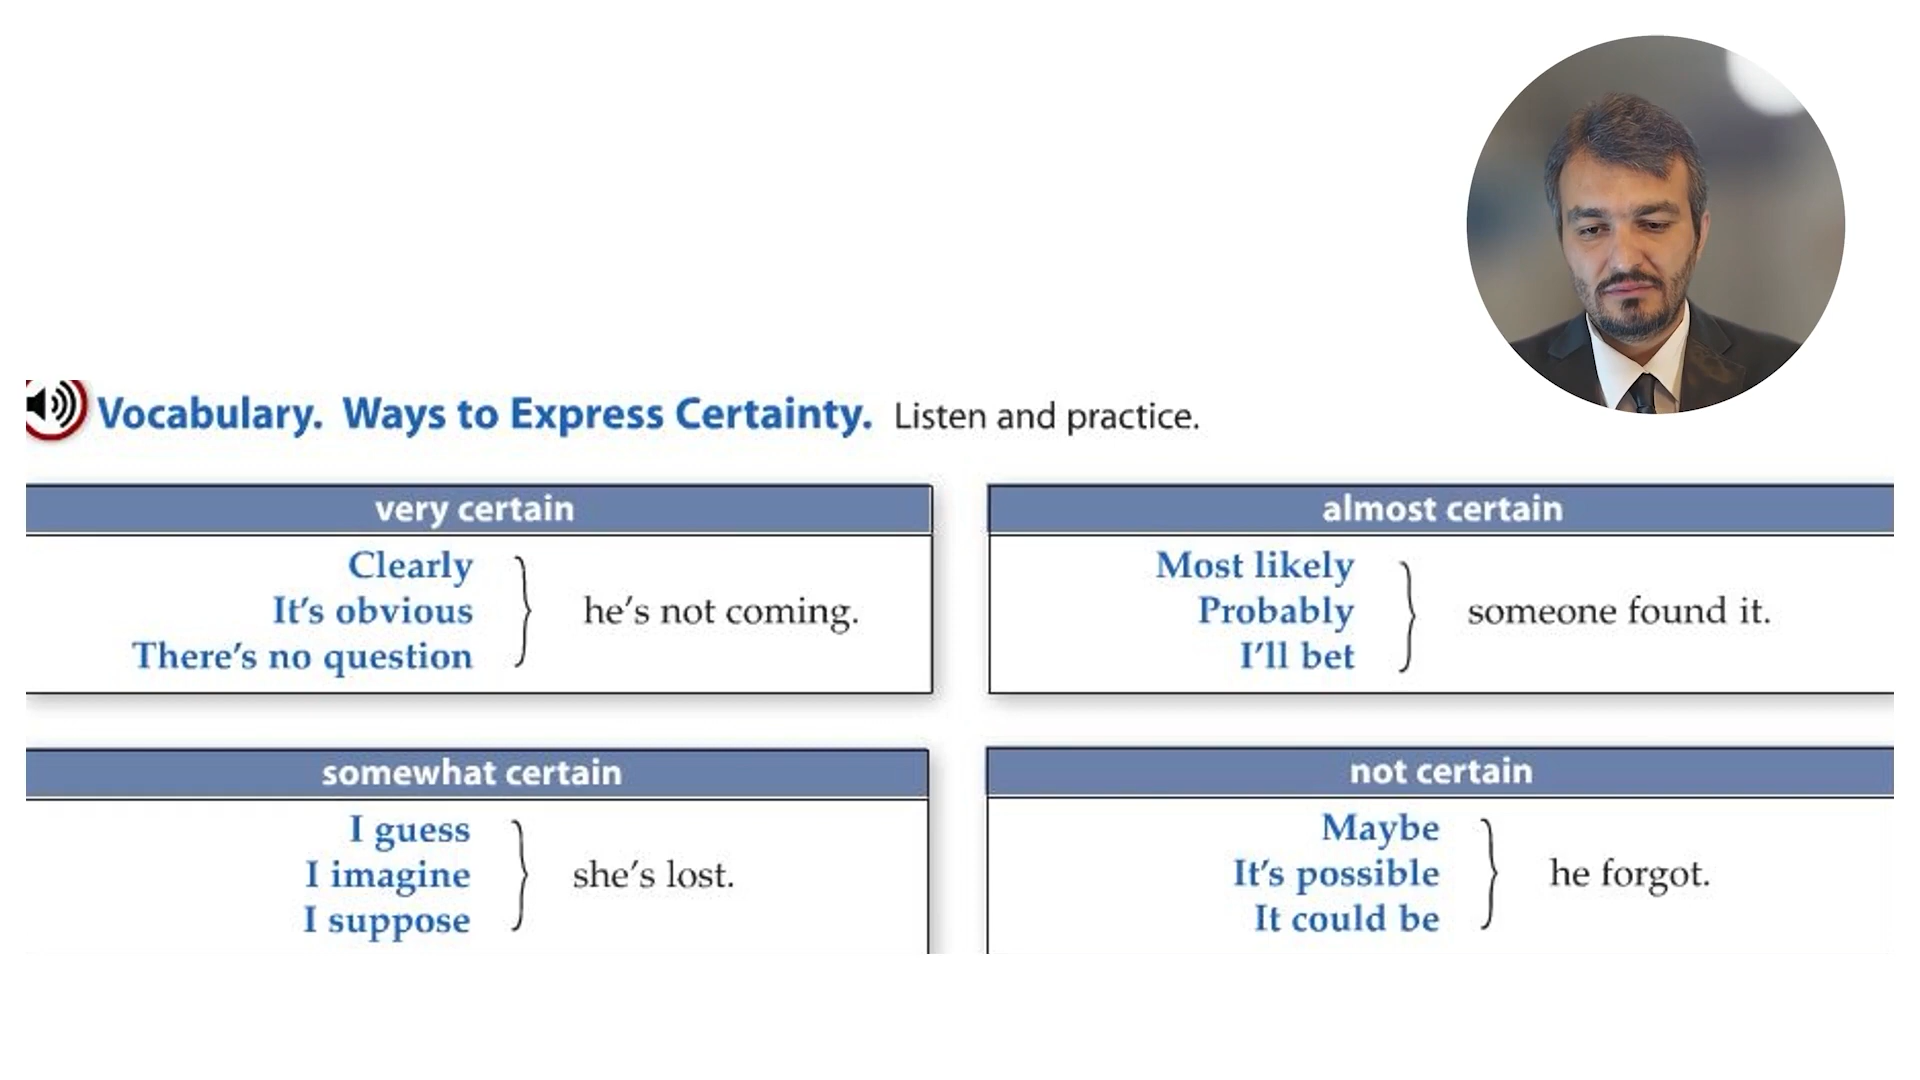 Vocabulary. Ways to Express Certainty. Listen and practice.
very certain
Clearly
It's obvious
There's no question
he's not coming.
almost certain
Most likely
Probably
I'll bet
someone found it.
somewhat certain
I guess
I imagine
I suppose
she's lost.
not certain
Maybe
It's possible
It could be
he forgot.